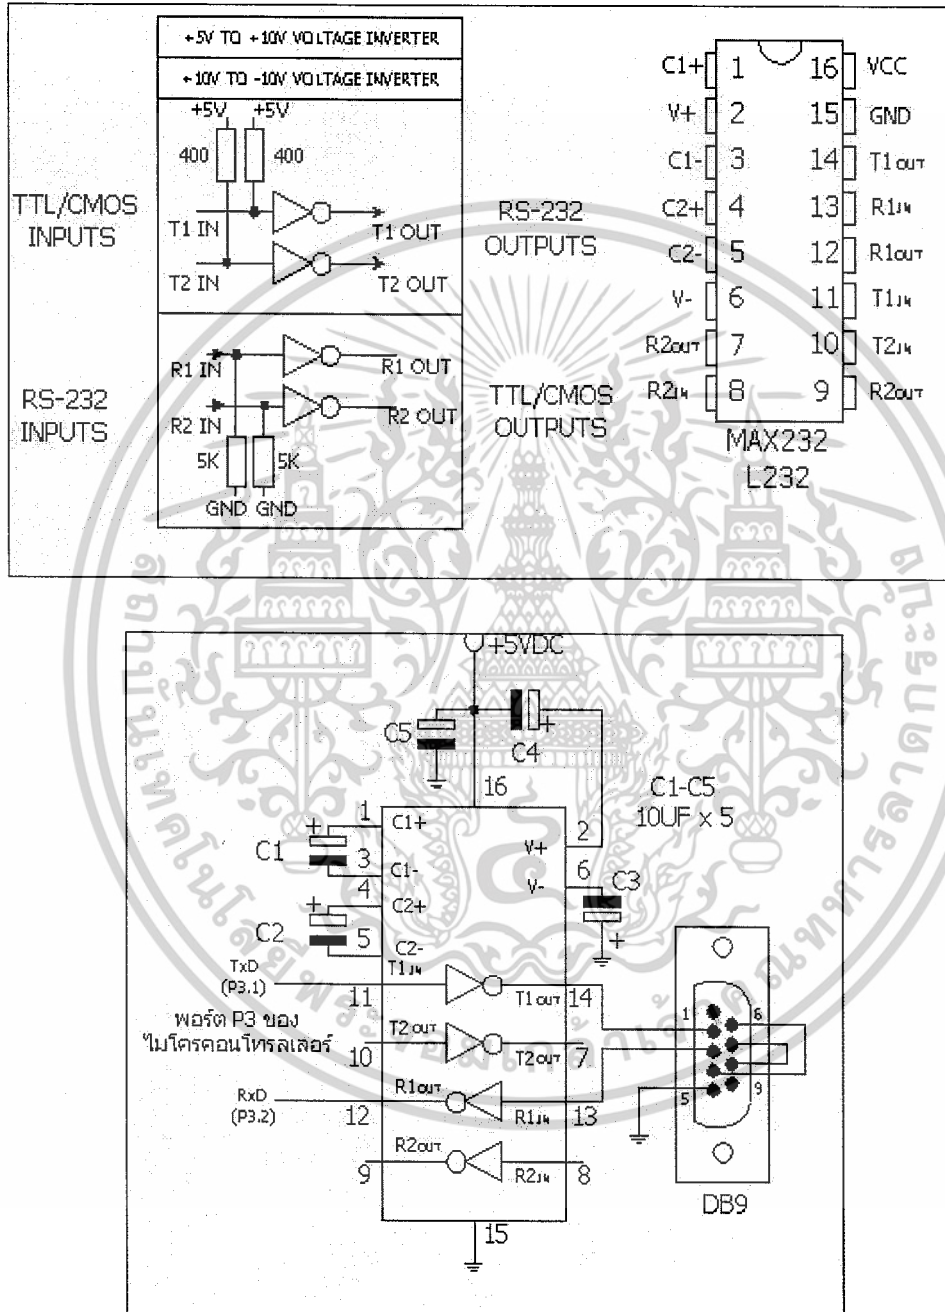 +5V TO +10V VOLTAGE INVERTER
+10V TO -10V VOLTAGE INVERTER
+5V +5V
400 400
TTL/CMOS
INPUTS
T1 IN
T1 OUT
T2 IN
T2 OUT
RS-232
OUTPUTS
R1 IN
R1 OUT
R2 IN
R2 OUT
RS-232
INPUTS
5K 5K
GND GND
TTL/CMOS
OUTPUTS
C1+ 1 16 VCC
V+ 2 15 GND
C1- 3 14 T1OUT
C2+ 4 13 R1IN
C2- 5 12 R1OUT
V- 6 11 T1IN
R2OUT 7 10 T2IN
R2IN 8 9 R2OUT
MAX232
L232
+5VDC
C5
+
C4
16
C1-C5
10UF x 5
1 C1+
+
C1
3 C1-
4 C2+
+
C2
5 C2-
V+ 2
V- 6
C3
+
TxD
(P3.1)
11
T1IN
T1OUT
14
พอร์ต P3 ของ
ไมโครคอนโทรลเลอร์
10
T2OUT
T2OUT
7
RxD
(P3.2)
12
R1OUT
R1IN
13
9
R2OUT
R2IN
8
15
1 6
5 9
DB9